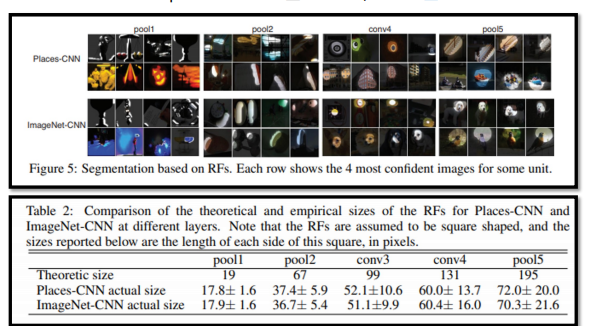 pool1 pool2 conv4 pool5
Places-CNN
ImageNet-CNN
Figure 5: Segmentation based on RFs. Each row shows the 4 most confident images for some unit.
Table 2: Comparison of the theoretical and empirical sizes of the RFs for Places-CNN and
ImageNet-CNN at different layers. Note that the RFs are assumed to be square shaped, and the
sizes reported below are the length of each side of this square, in pixels.
pool1 pool2 conv3 conv4 pool5
Theoretic size 19 67 99 131 195
Places-CNN actual size 17.8± 1.6 37.4± 5.9 52.1±10.6 60.0± 13.7 72.0± 20.0
ImageNet-CNN actual size 17.9± 1.6 36.7± 5.4 51.1±9.9 60.4± 16.0 70.3± 21.6